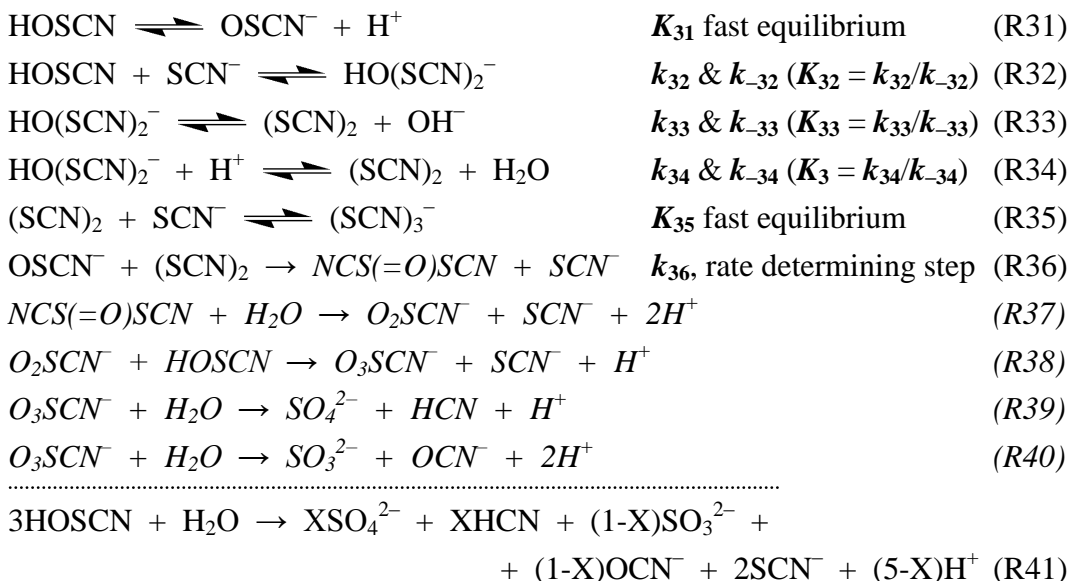 HOSCN ⇌ OSCN⁻ + H⁺ K₃₁ fast equilibrium (R31)
HOSCN + SCN⁻ ⇌ HO(SCN)₂⁻ k₃₂ & k₋₃₂ (K₃₂ = k₃₂/k₋₃₂) (R32)
HO(SCN)₂⁻ ⇌ (SCN)₂ + OH⁻ k₃₃ & k₋₃₃ (K₃₃ = k₃₃/k₋₃₃) (R33)
HO(SCN)₂⁻ + H⁺ ⇌ (SCN)₂ + H₂O k₃₄ & k₋₃₄ (K₃ = k₃₄/k₋₃₄) (R34)
(SCN)₂ + SCN⁻ ⇌ (SCN)₃⁻ K₃₅ fast equilibrium (R35)
OSCN⁻ + (SCN)₂ → NCS(=O)SCN + SCN⁻ k₃₆, rate determining step (R36)
NCS(=O)SCN + H₂O → O₂SCN⁻ + SCN⁻ + 2H⁺ (R37)
O₂SCN⁻ + HOSCN → O₃SCN⁻ + SCN⁻ + H⁺ (R38)
O₃SCN⁻ + H₂O → SO₄²⁻ + HCN + H⁺ (R39)
O₃SCN⁻ + H₂O → SO₃²⁻ + OCN⁻ + 2H⁺ (R40)
3HOSCN + H₂O → XSO₄²⁻ + XHCN + (1-X)SO₃²⁻ +
+ (1-X)OCN⁻ + 2SCN⁻ + (5-X)H⁺ (R41)